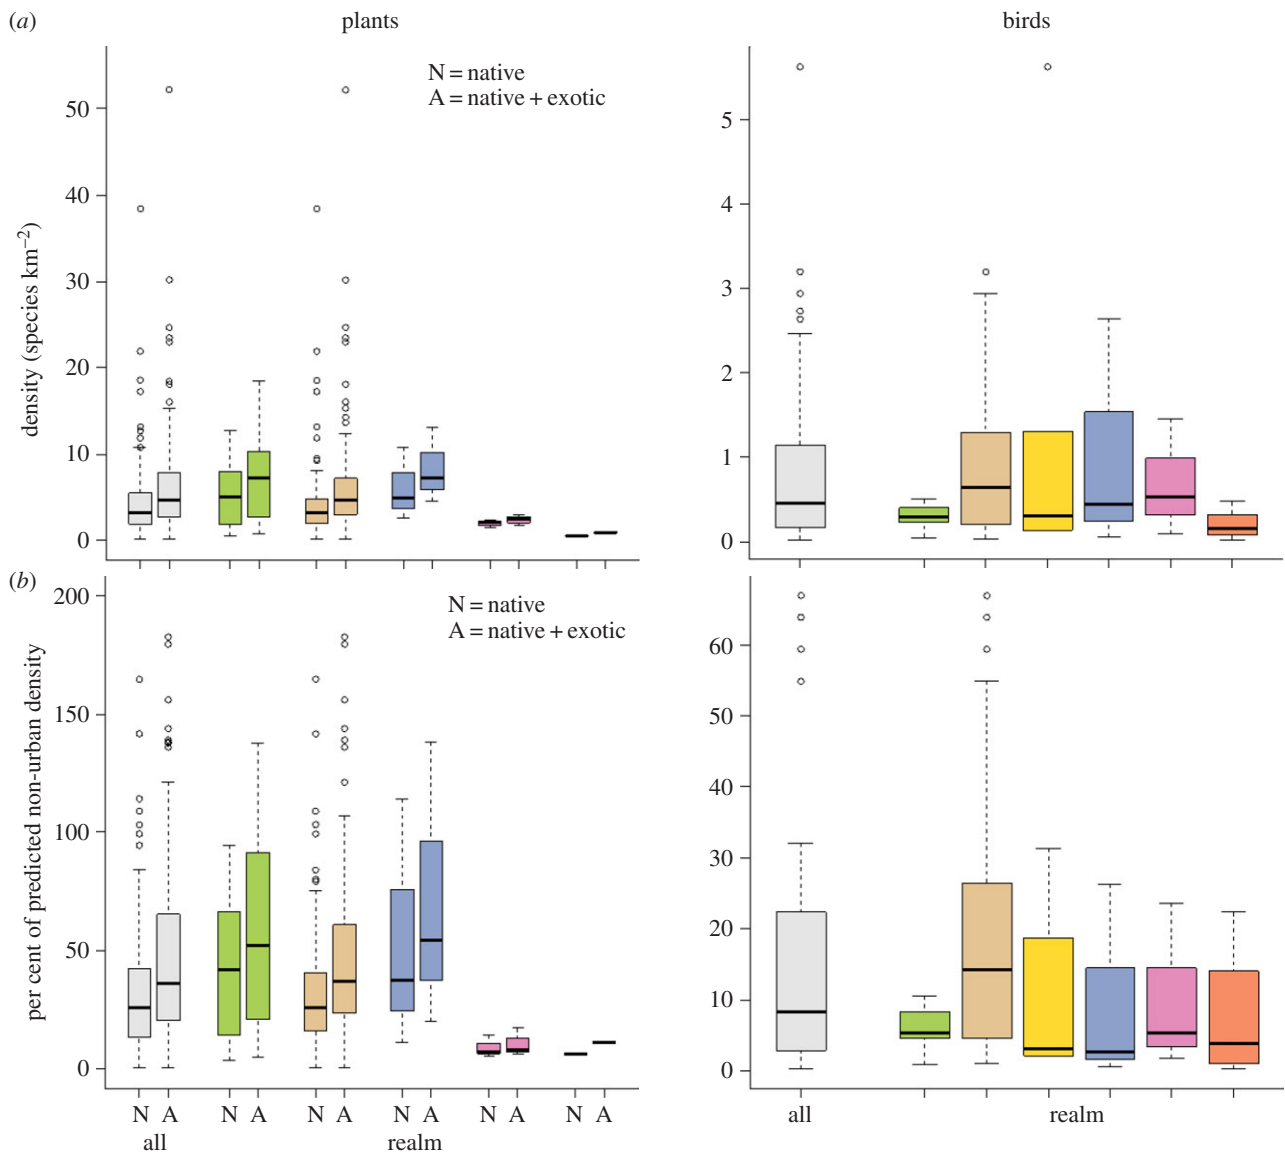 (a)
plants
birds
N = native
A = native + exotic
density (species km⁻²)
50
40
30
20
10
0
5
4
3
2
1
0
(b)
N = native
A = native + exotic
per cent of predicted non-urban density
200
150
100
50
0
60
50
40
30
20
10
0
N A N A N A N A N A N A
all realm
all realm